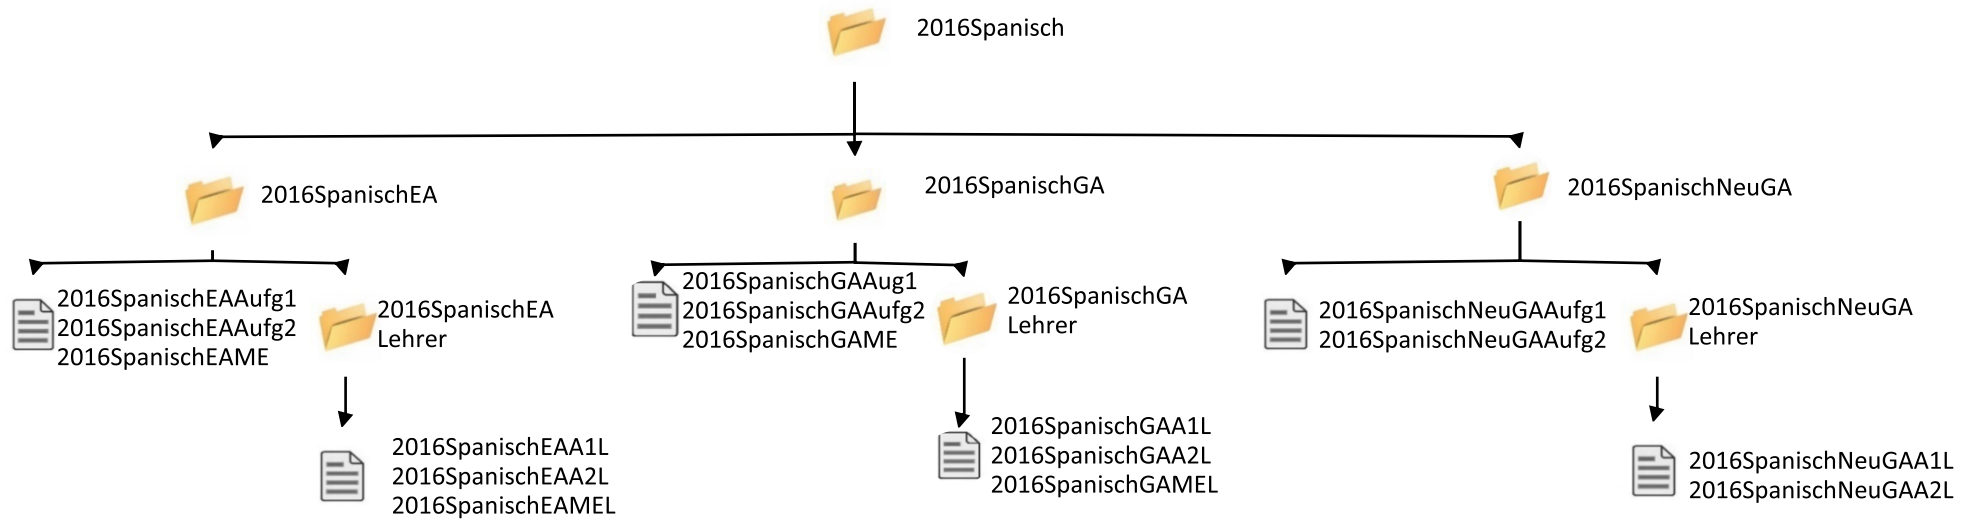 2016Spanisch
2016SpanischEA
2016SpanischGA
2016SpanischNeuGA
2016SpanischEAAufg1
2016SpanischEAAufg2
2016SpanischEAME
2016SpanischEA
Lehrer
2016SpanischGAAug1
2016SpanischGAAufg2
2016SpanischGAME
2016SpanischGA
Lehrer
2016SpanischNeuGAAufg1
2016SpanischNeuGAAufg2
2016SpanischNeuGA
Lehrer
2016SpanischEAA1L
2016SpanischEAA2L
2016SpanischEAMEL
2016SpanischGAA1L
2016SpanischGAA2L
2016SpanischGAMEL
2016SpanischNeuGAA1L
2016SpanischNeuGAA2L